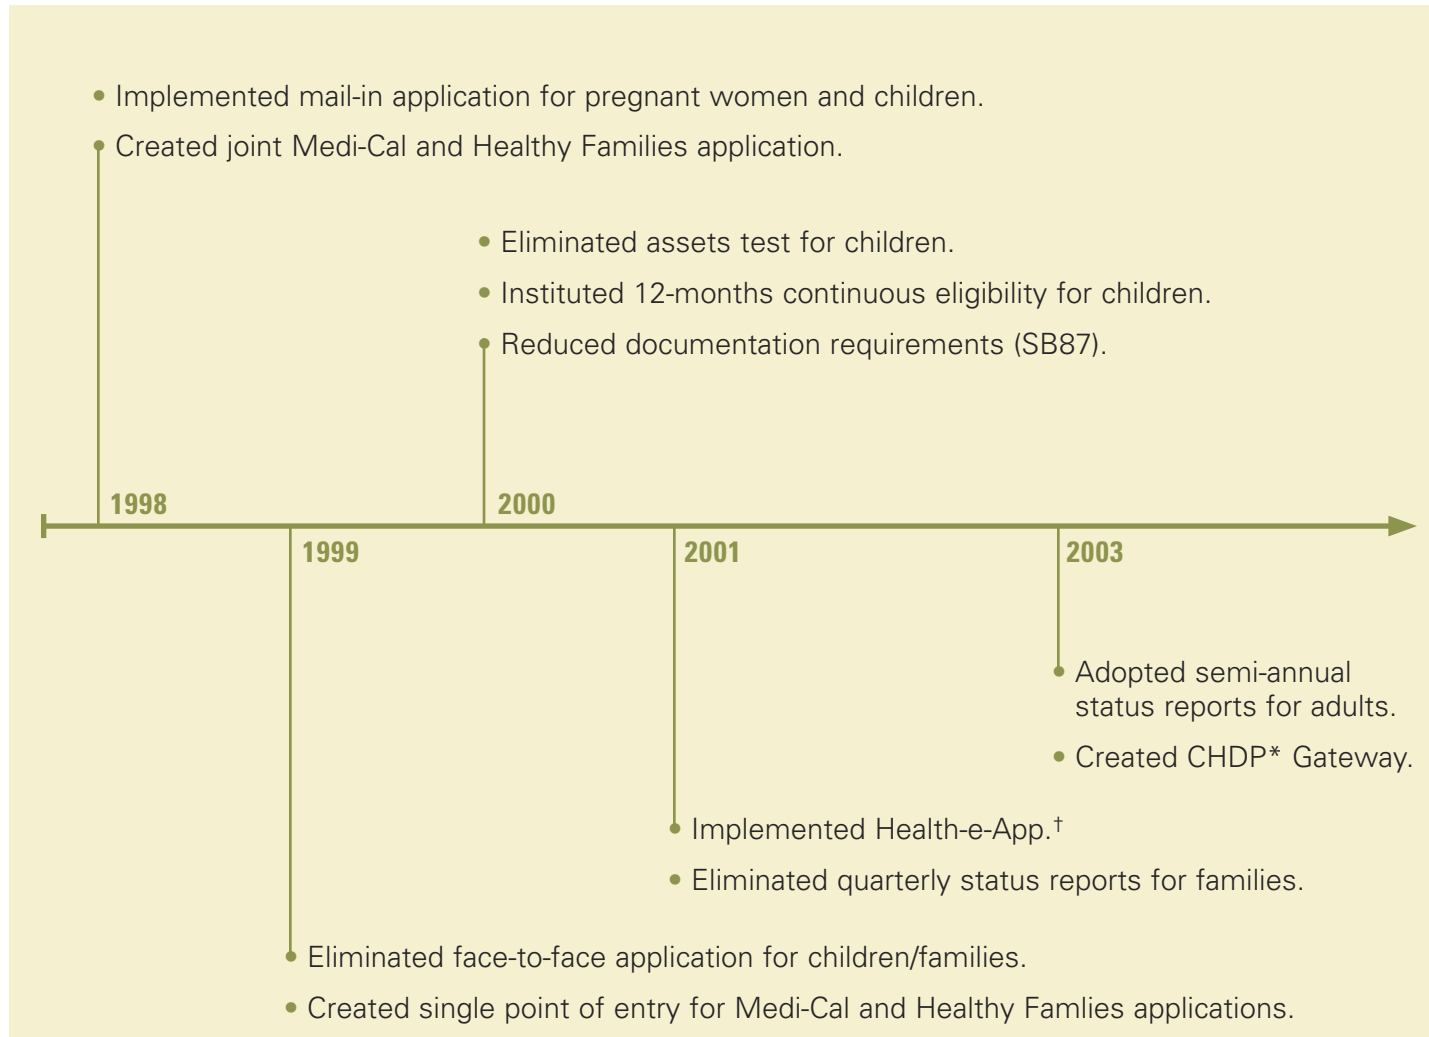 • Implemented mail-in application for pregnant women and children.
• Created joint Medi-Cal and Healthy Families application.
• Eliminated assets test for children.
• Instituted 12-months continuous eligibility for children.
• Reduced documentation requirements (SB87).
1998
2000
1999
2001
2003
• Adopted semi-annual
status reports for adults.
• Created CHDP* Gateway.
• Implemented Health-e-App.†
• Eliminated quarterly status reports for families.
• Eliminated face-to-face application for children/families.
• Created single point of entry for Medi-Cal and Healthy Famlies applications.